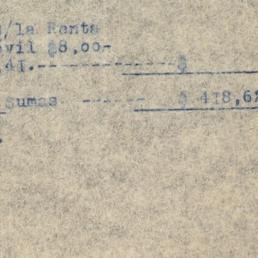 /la Renta
vil $8,00-
41.-------------- $
Sumas ------ $ 418,6